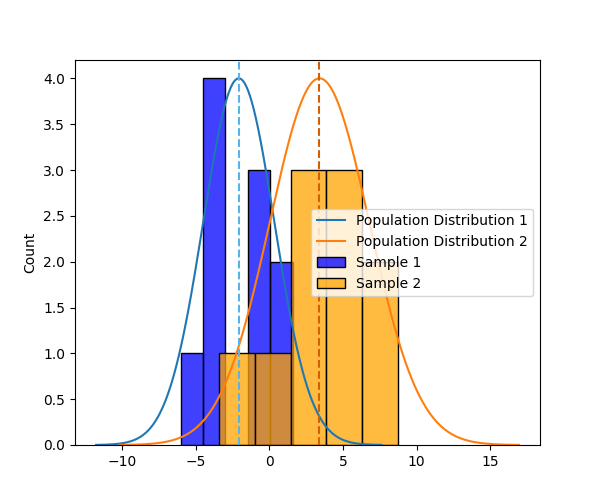 4.0
3.5
3.0
2.5
2.0
1.5
1.0
0.5
0.0
Count
Population Distribution 1
Population Distribution 2
Sample 1
Sample 2
−10 −5 0 5 10 15